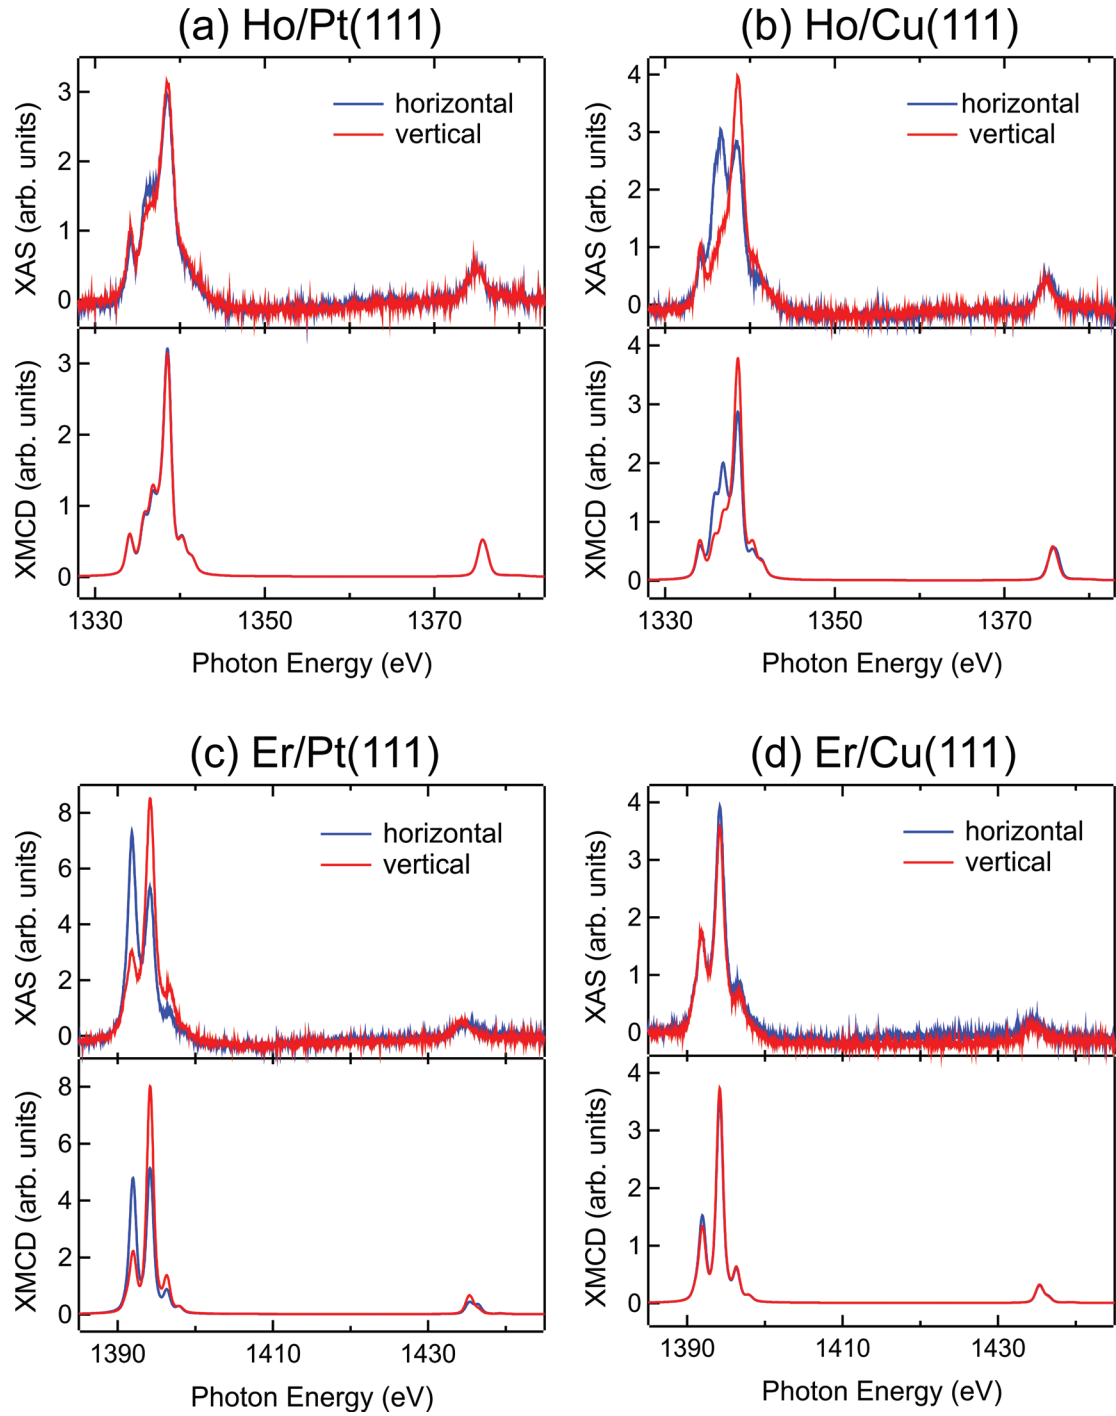 (a) Ho/Pt(111)
XAS (arb. units)
3
2
1
0
horizontal
vertical
XMCD (arb. units)
3
2
1
0
1330
1350
1370
Photon Energy (eV)
(b) Ho/Cu(111)
XAS (arb. units)
4
3
2
1
0
horizontal
vertical
XMCD (arb. units)
4
3
2
1
0
1330
1350
1370
Photon Energy (eV)
(c) Er/Pt(111)
XAS (arb. units)
8
6
4
2
0
horizontal
vertical
XMCD (arb. units)
8
6
4
2
0
1390
1410
1430
Photon Energy (eV)
(d) Er/Cu(111)
XAS (arb. units)
4
3
2
1
0
horizontal
vertical
XMCD (arb. units)
4
3
2
1
0
1390
1410
1430
Photon Energy (eV)